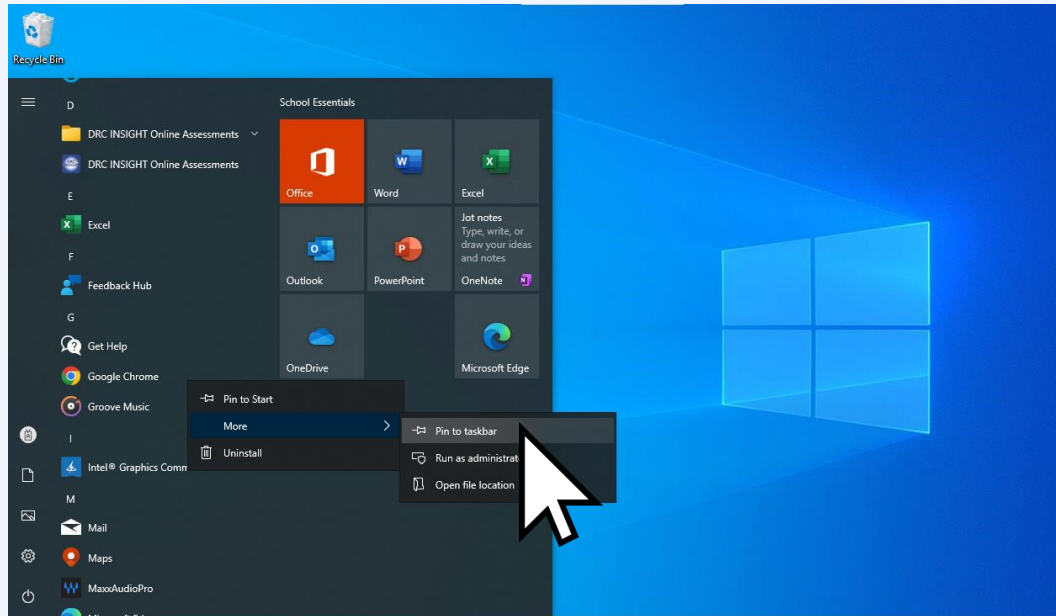 Recycle Bin
D
DRC INSIGHT Online Assessments
DRC INSIGHT Online Assessments
E
Excel
F
Feedback Hub
G
Get Help
Google Chrome
Groove Music
I
Intel® Graphics Comm
M
Mail
Maps
MaxxAudioPro
School Essentials
Office
Word
Excel
Outlook
PowerPoint
Jot notes
Type, write, or
draw your ideas
and notes
OneNote
OneDrive
Microsoft Edge
Pin to Start
More
Uninstall
Pin to taskbar
Run as administrat
Open file location